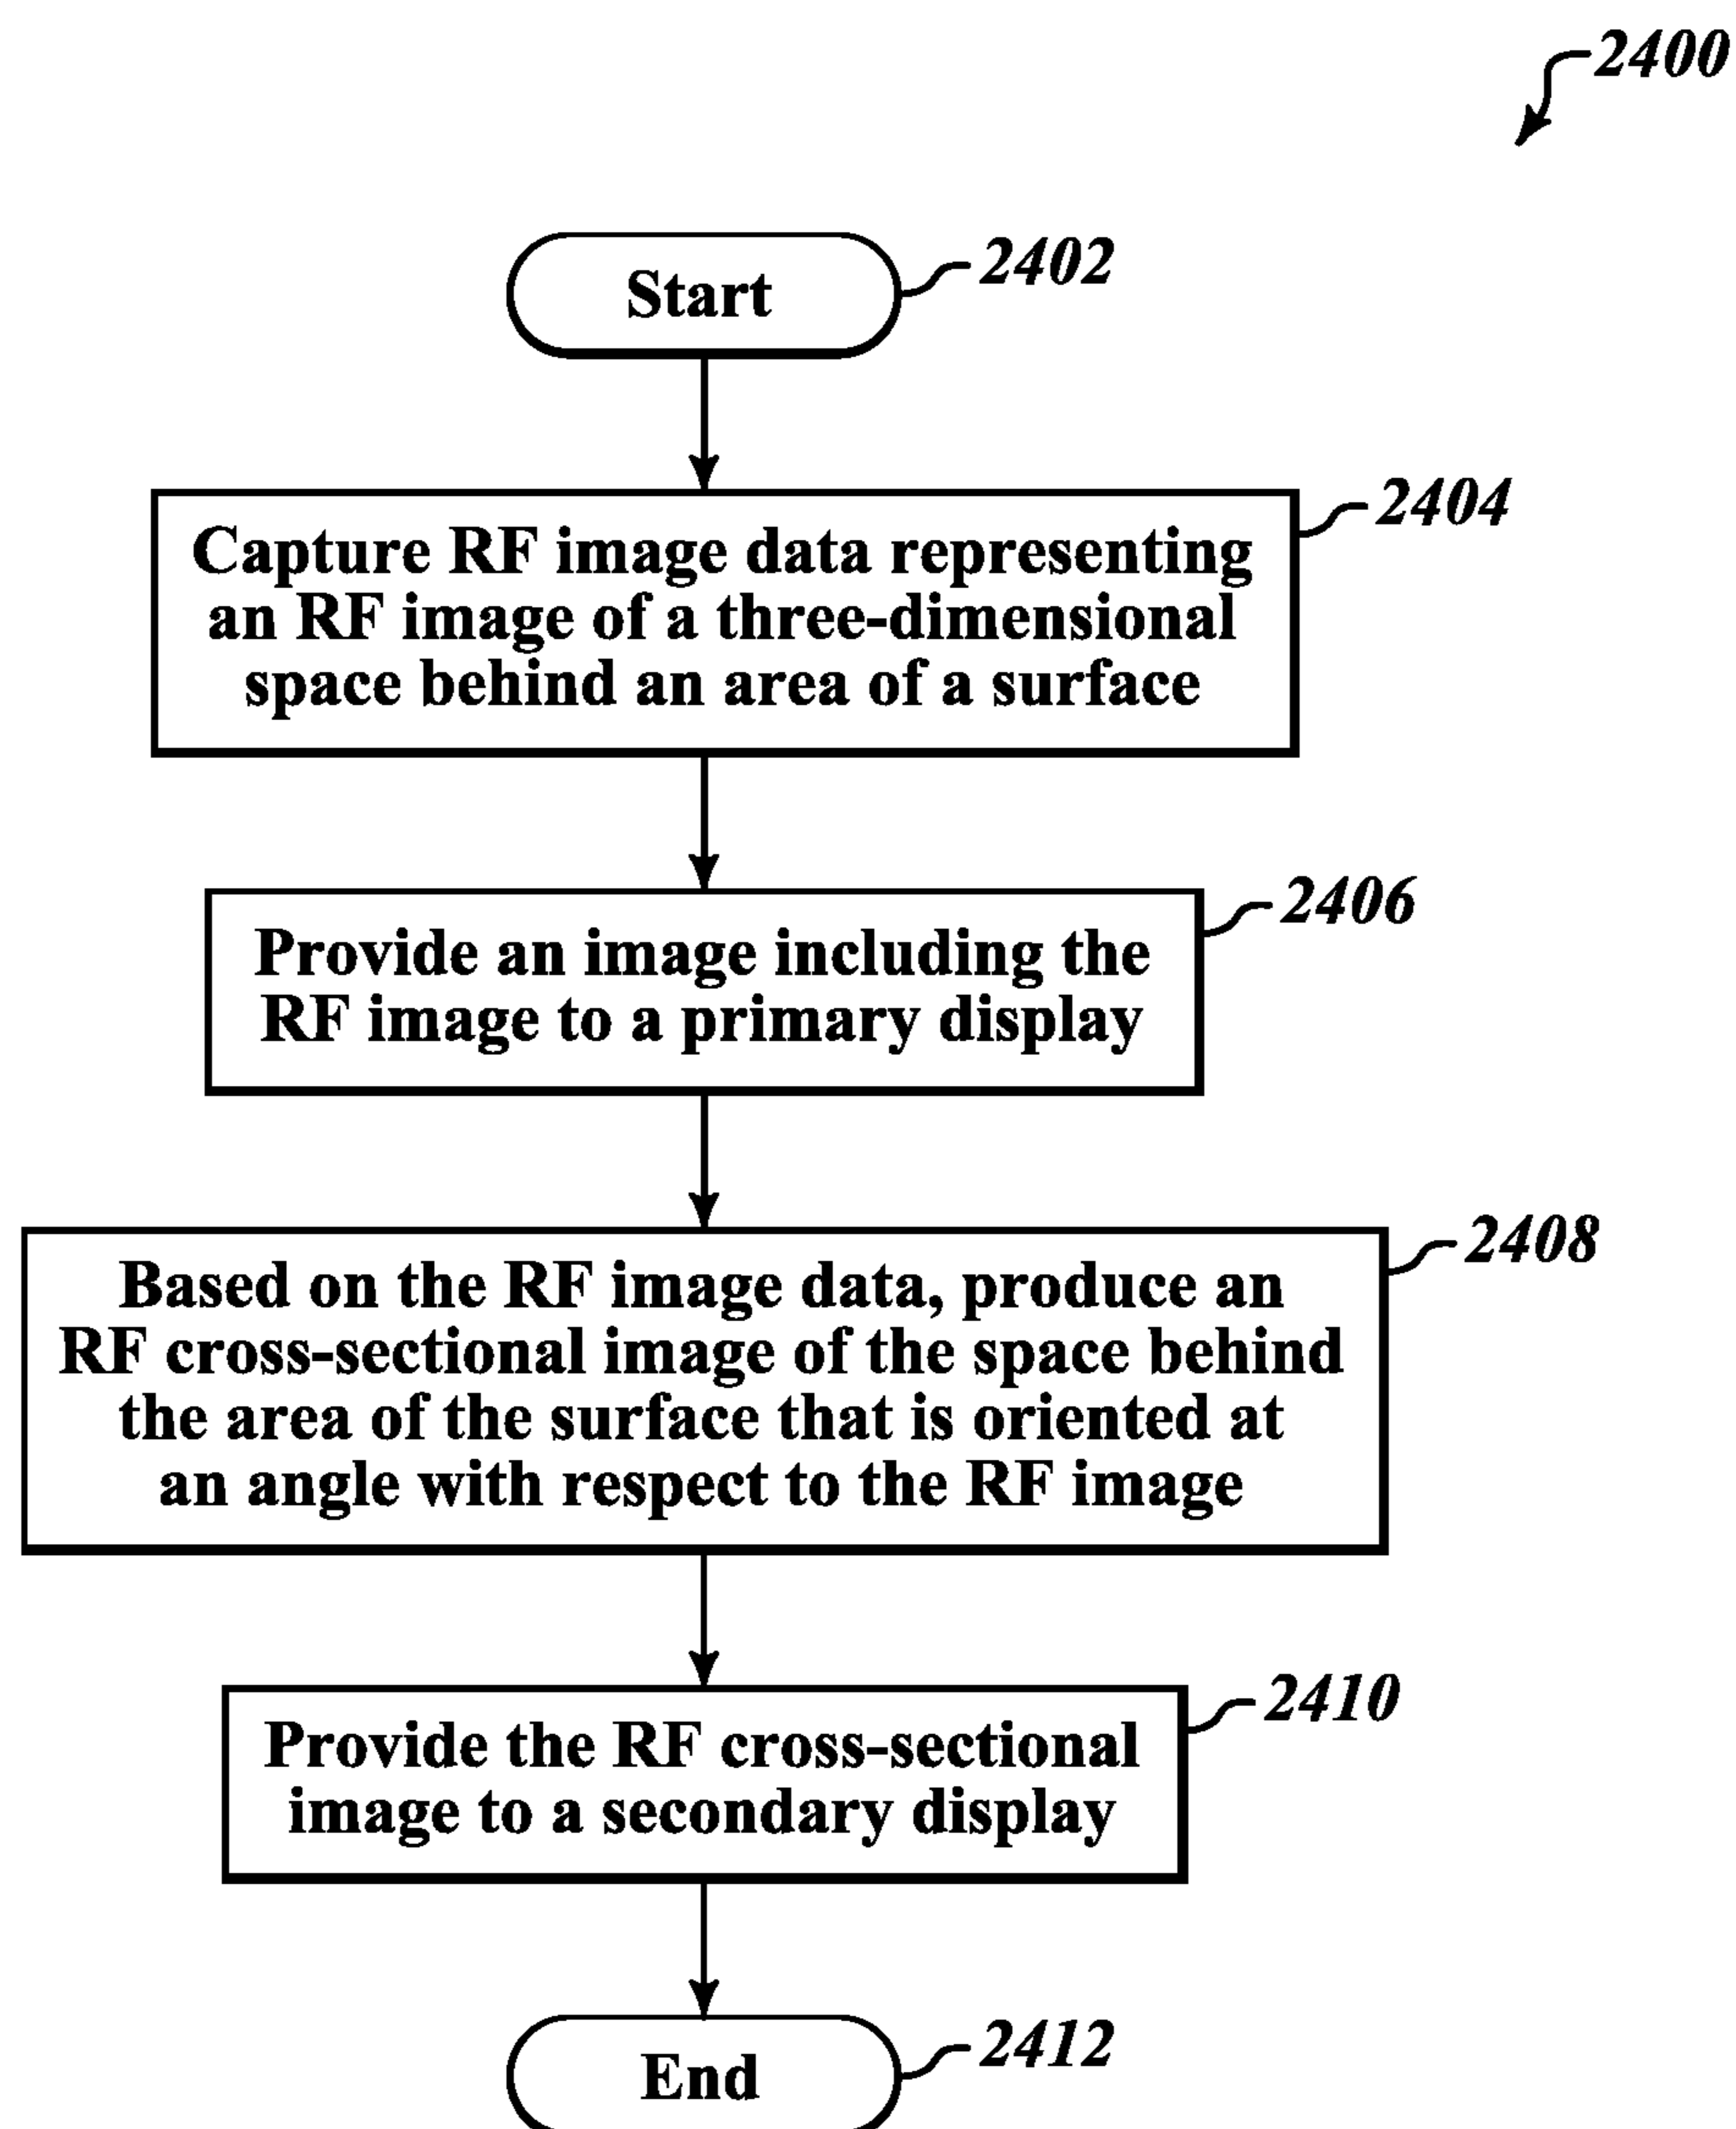 2400
Start
2402
Capture RF image data representing
an RF image of a three-dimensional
space behind an area of a surface
2404
Provide an image including the
RF image to a primary display
2406
Based on the RF image data, produce an
RF cross-sectional image of the space behind
the area of the surface that is oriented at
an angle with respect to the RF image
2408
Provide the RF cross-sectional
image to a secondary display
2410
End
2412